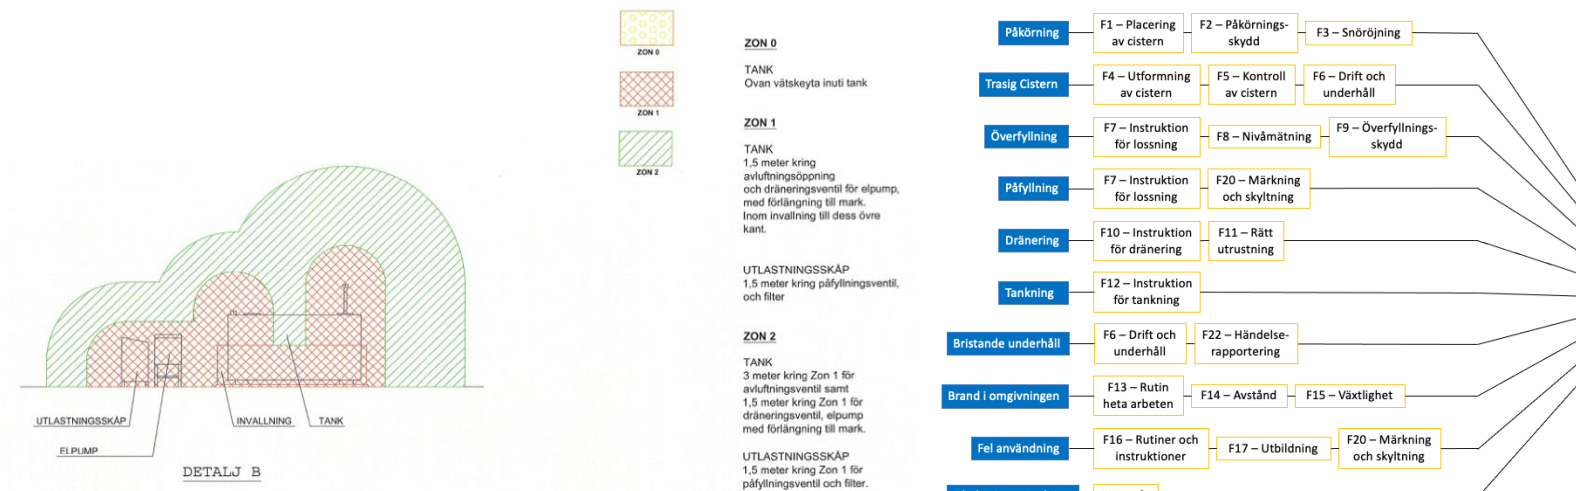 UTLASTNINGSSKÅP
INVALLNING
TANK
ELPUMP
DETALJ B
ZON 0
ZON 1
ZON 2
ZON 0
TANK
Ovan vätskeyta inuti tank
ZON 1
TANK
1,5 meter kring
avluftningsöppning
och dräneringsventil för elpump,
med förlängning till mark.
Inom invallning till dess övre
kant.
UTLASTNINGSSKÅP
1,5 meter kring påfyllningsventil,
och filter
ZON 2
TANK
3 meter kring Zon 1 för
avluftningsventil samt
1,5 meter kring Zon 1 för
dräneringsventil, elpump
med förlängning till mark.
UTLASTNINGSSKÅP
1,5 meter kring Zon 1 för
påfyllningsventil och filter.
Påkörning
F1 – Placering
av cistern
F2 – Påkörnings-
skydd
F3 – Snöröjning
Trasig Cistern
F4 – Utformning
av cistern
F5 – Kontroll
av cistern
F6 – Drift och
underhåll
Överfyllning
F7 – Instruktion
för lossning
F8 – Nivåmätning
F9 – Överfyllnings-
skydd
Påfyllning
F7 – Instruktion
för lossning
F20 – Märkning
och skyltning
Dränering
F10 – Instruktion
för dränering
F11 – Rätt
utrustning
Tankning
F12 – Instruktion
för tankning
Bristande underhåll
F6 – Drift och
underhåll
F22 – Händelse-
rapportering
Brand i omgivningen
F13 – Rutin
heta arbeten
F14 – Avstånd
F15 – Växtlighet
Fel användning
F16 – Rutiner och
instruktioner
F17 – Utbildning
F20 – Märkning
och skyltning